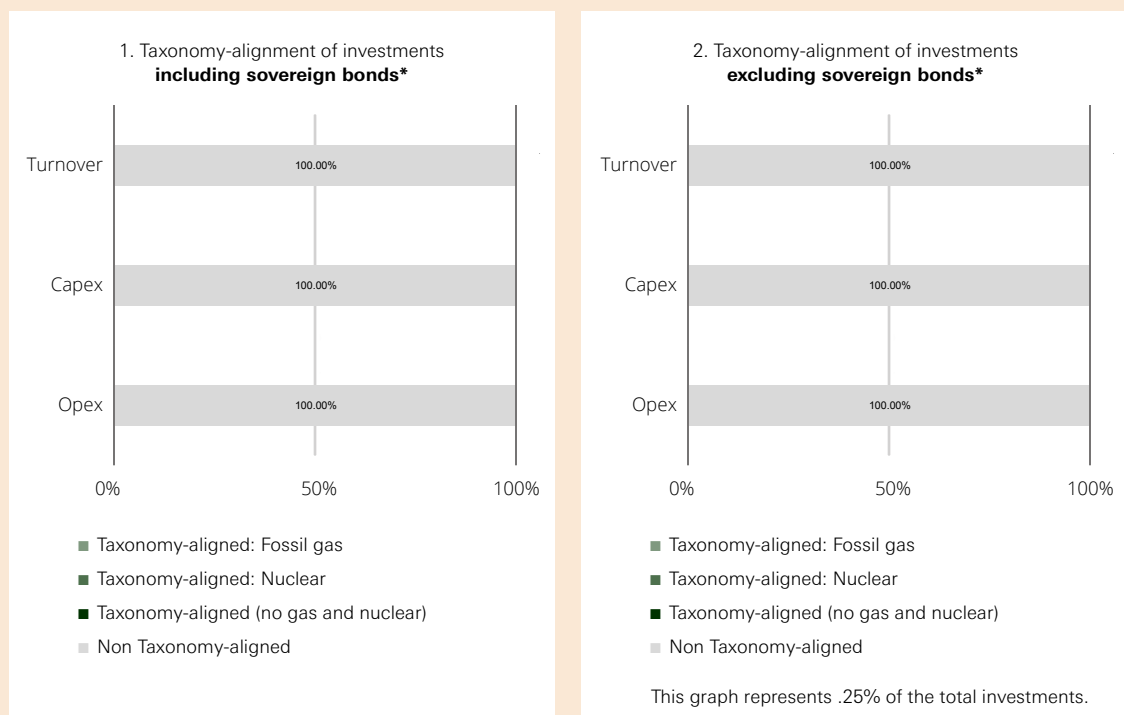 1. Taxonomy-alignment of investments
including sovereign bonds*
Turnover
100.00%
Capex
100.00%
Opex
100.00%
0% 50% 100%
Taxonomy-aligned: Fossil gas
Taxonomy-aligned: Nuclear
Taxonomy-aligned (no gas and nuclear)
Non Taxonomy-aligned
2. Taxonomy-alignment of investments
excluding sovereign bonds*
Turnover
100.00%
Capex
100.00%
Opex
100.00%
0% 50% 100%
Taxonomy-aligned: Fossil gas
Taxonomy-aligned: Nuclear
Taxonomy-aligned (no gas and nuclear)
Non Taxonomy-aligned
This graph represents .25% of the total investments.